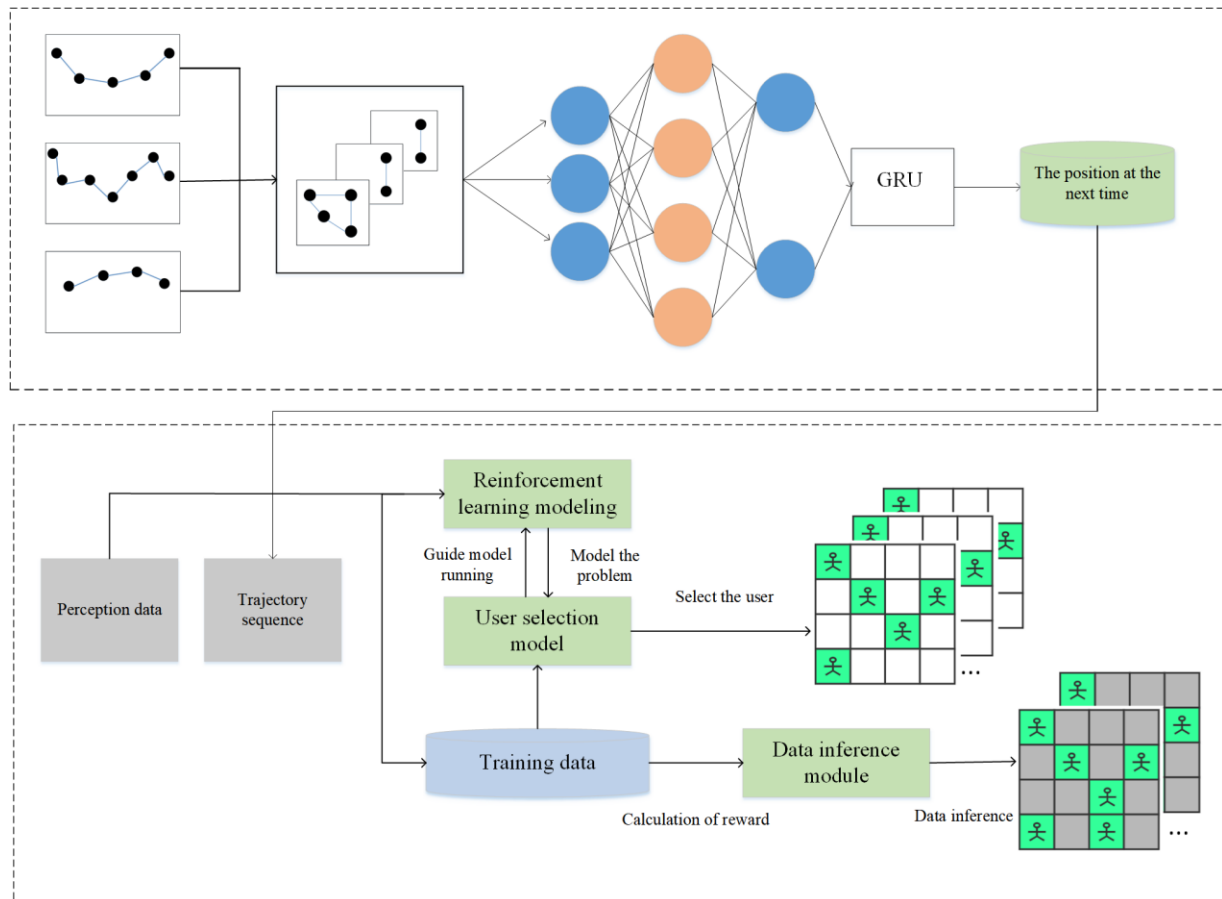 GRU
The position at the
next time
Reinforcement
learning modeling
Guide model
running
Model the
problem
Perception data
Trajectory
sequence
User selection
model
Select the user
...
Training data
Data inference
module
Calculation of reward
Data inference
...